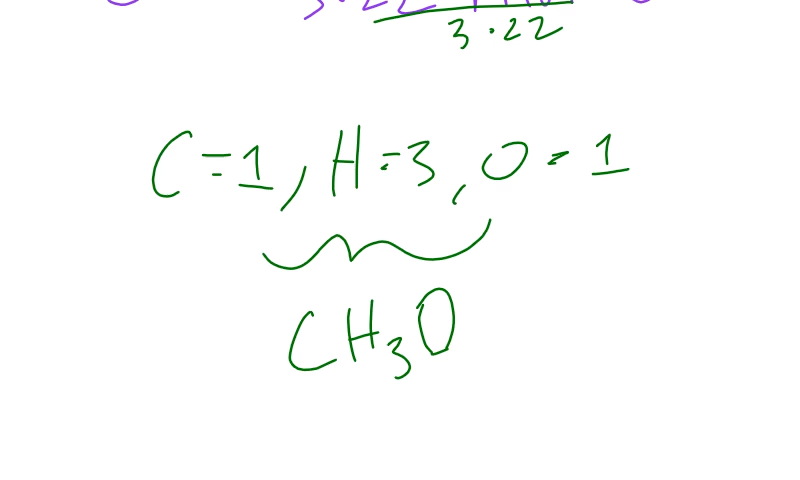 3.22
C=1, H=3, O=1
CH₃O